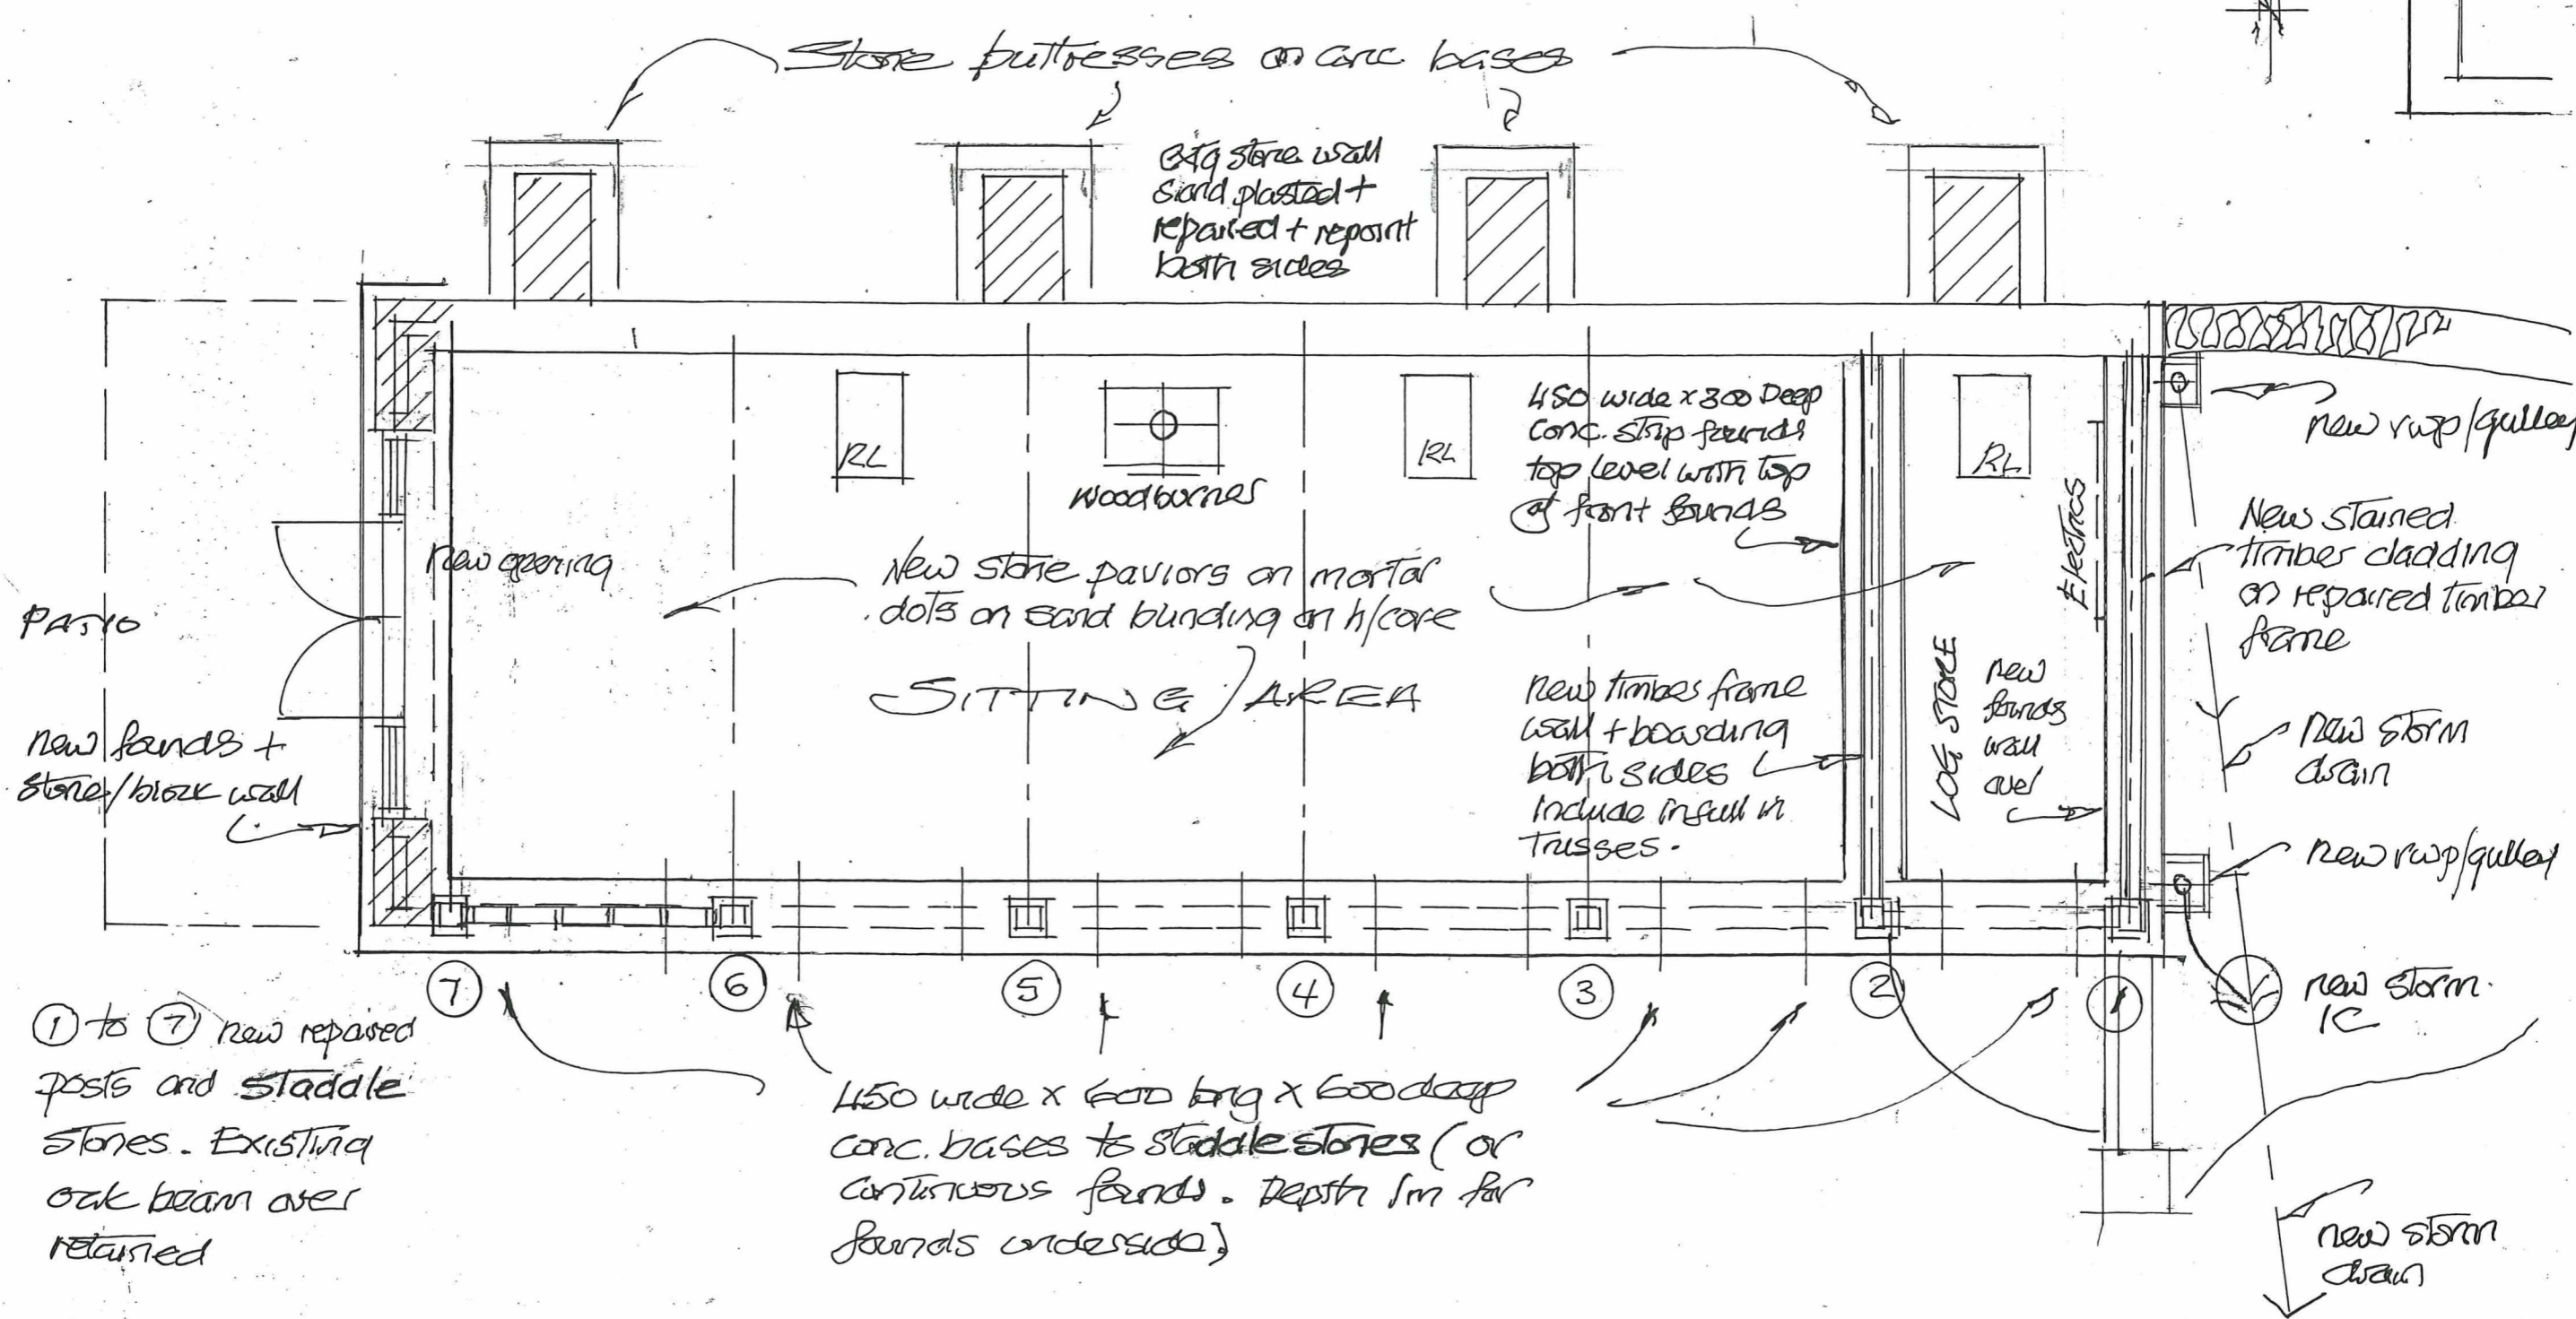 Stone buttresses on conc bases
extg stone wall
sand plasted +
repaired + repoint
both sides
RL
woodburner
RL
450 wide x 300 Deep
conc. strip founds
top level with top
of front founds
RL
Electrics
new rwp/gulley
New stained
timber cladding
on repaired timber
frame
new opening
New stone paviors on mortar
dots on sand blinding on h/core
SITTING AREA
PATIO
new founds +
stone/block wall
new timber frame
wall + boarding
both sides
include infill in
Trusses.
LOG STORE
new
founds
wall
over
new storm
drain
new rwp/gulley
7
6
5
4
3
2
1
new storm
IC
1 to 7 new repaired
posts and staddle
stones. Existing
oak beam over
retained
450 wide x 600 long x 600 deep
conc. bases to staddle stones (or
continuous founds. Depth 1m for
founds underside)
new storm
drain